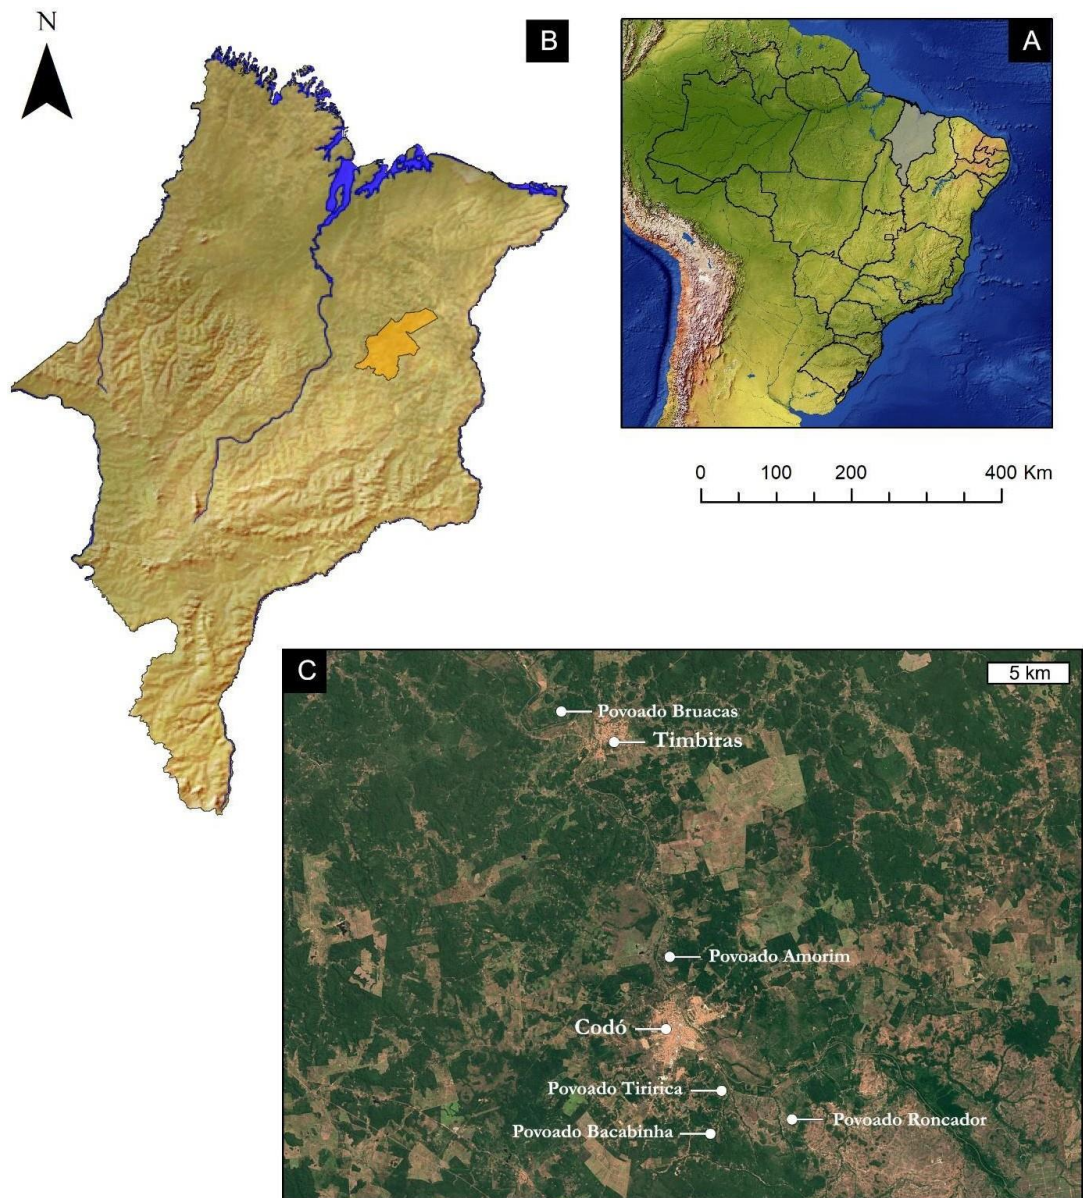 N
B
A
0 100 200 400 Km
C
5 km
Povoado Bruacas
Timbiras
Povoado Amorim
Codó
Povoado Tiririca
Povoado Roncador
Povoado Bacabinha